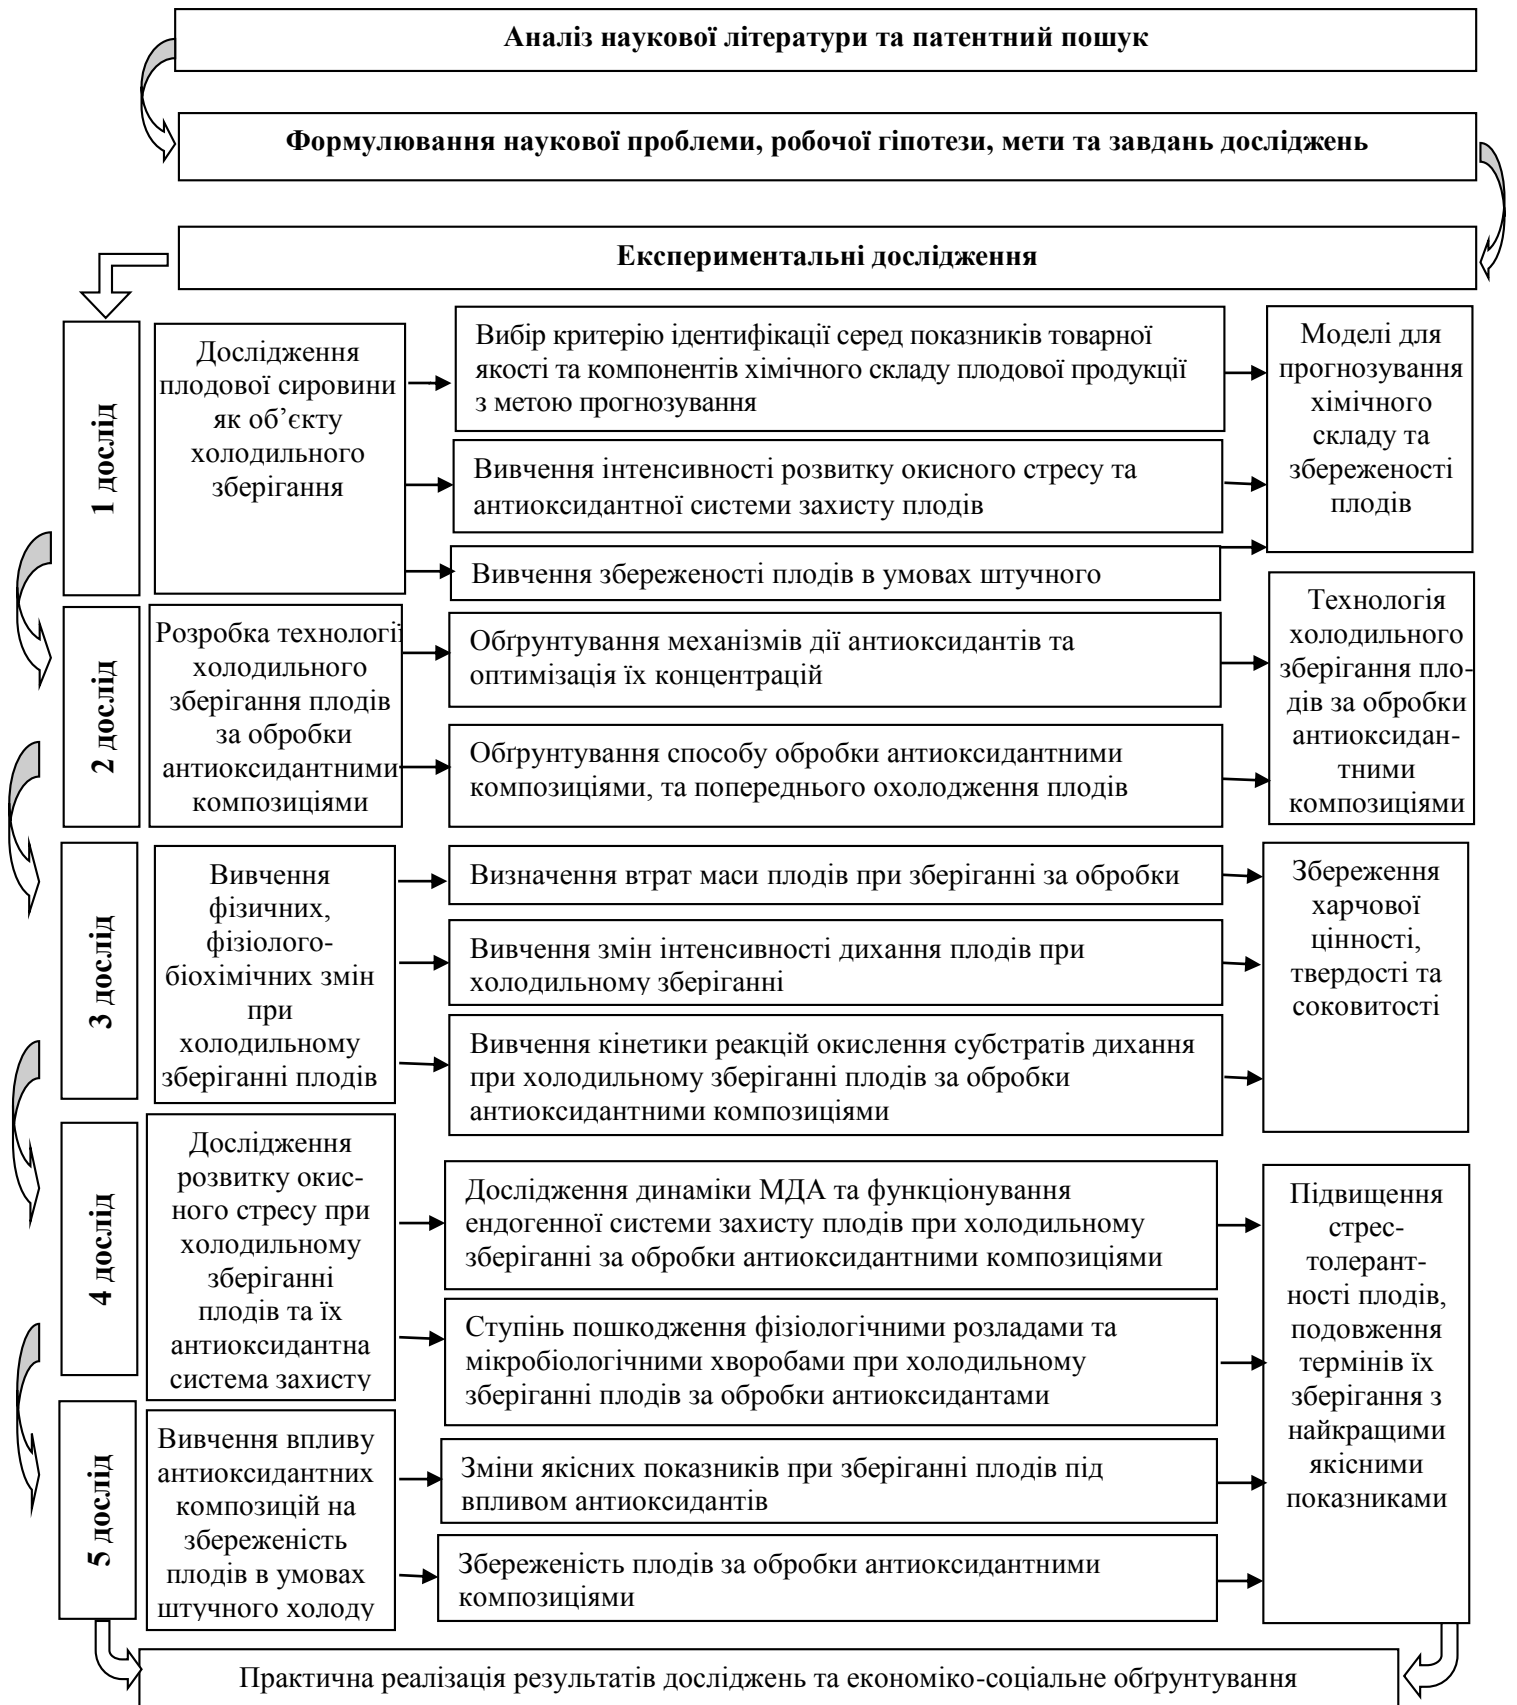 Аналіз наукової літератури та патентний пошук
Формулювання наукової проблеми, робочої гіпотези, мети та завдань досліджень
Експериментальні дослідження
1 дослід
Дослідження
плодової сировини
як об’єкту
холодильного
зберігання
Вибір критерію ідентифікації серед показників товарної
якості та компонентів хімічного складу плодової продукції
з метою прогнозування
Вивчення інтенсивності розвитку окисного стресу та
антиоксидантної системи захисту плодів
Вивчення збереженості плодів в умовах штучного
Моделі для
прогнозування
хімічного
складу та
збереженості
плодів
2 дослід
Розробка технології
холодильного
зберігання плодів
за обробки
антиоксидантними
композиціями
Обґрунтування механізмів дії антиоксидантів та
оптимізація їх концентрацій
Обґрунтування способу обробки антиоксидантними
композиціями, та попереднього охолодження плодів
Технологія
холодильного
зберігання пло-
дів за обробки
антиоксидан-
тними
композиціями
3 дослід
Вивчення
фізичних,
фізіолого-
біохімічних змін
при
холодильному
зберіганні плодів
Визначення втрат маси плодів при зберіганні за обробки
Вивчення змін інтенсивності дихання плодів при
холодильному зберіганні
Вивчення кінетики реакцій окислення субстратів дихання
при холодильному зберіганні плодів за обробки
антиоксидантними композиціями
Збереження
харчової
цінності,
твердості та
соковитості
4 дослід
Дослідження
розвитку окис-
ного стресу при
холодильному
зберіганні
плодів та їх
антиоксидантна
система захисту
Дослідження динаміки МДА та функціонування
ендогенної системи захисту плодів при холодильному
зберіганні за обробки антиоксидантними композиціями
Ступінь пошкодження фізіологічними розладами та
мікробіологічними хворобами при холодильному
зберіганні плодів за обробки антиоксидантами
Підвищення
стрес-
толерант-
ності плодів,
подовження
термінів їх
зберігання з
найкращими
якісними
показниками
5 дослід
Вивчення впливу
антиоксидантних
композицій на
збереженість
плодів в умовах
штучного холоду
Зміни якісних показників при зберіганні плодів під
впливом антиоксидантів
Збереженість плодів за обробки антиоксидантними
композиціями
Практична реалізація результатів досліджень та економіко-соціальне обґрунтування